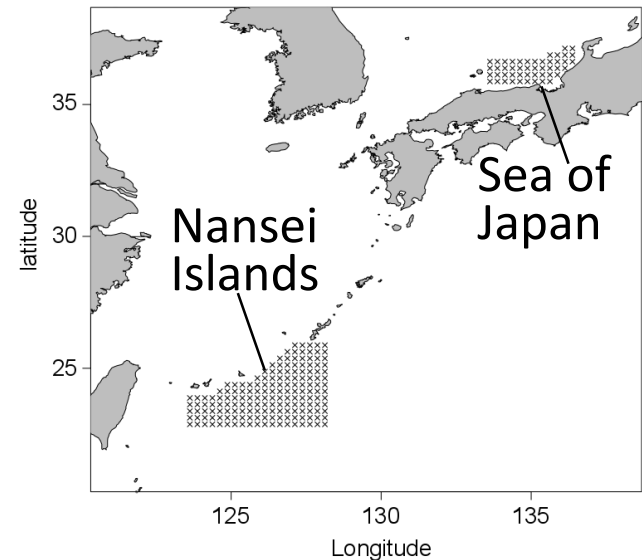 35
30
25
latitude
Sea of
Japan
Nansei
Islands
125
130
135
Longitude